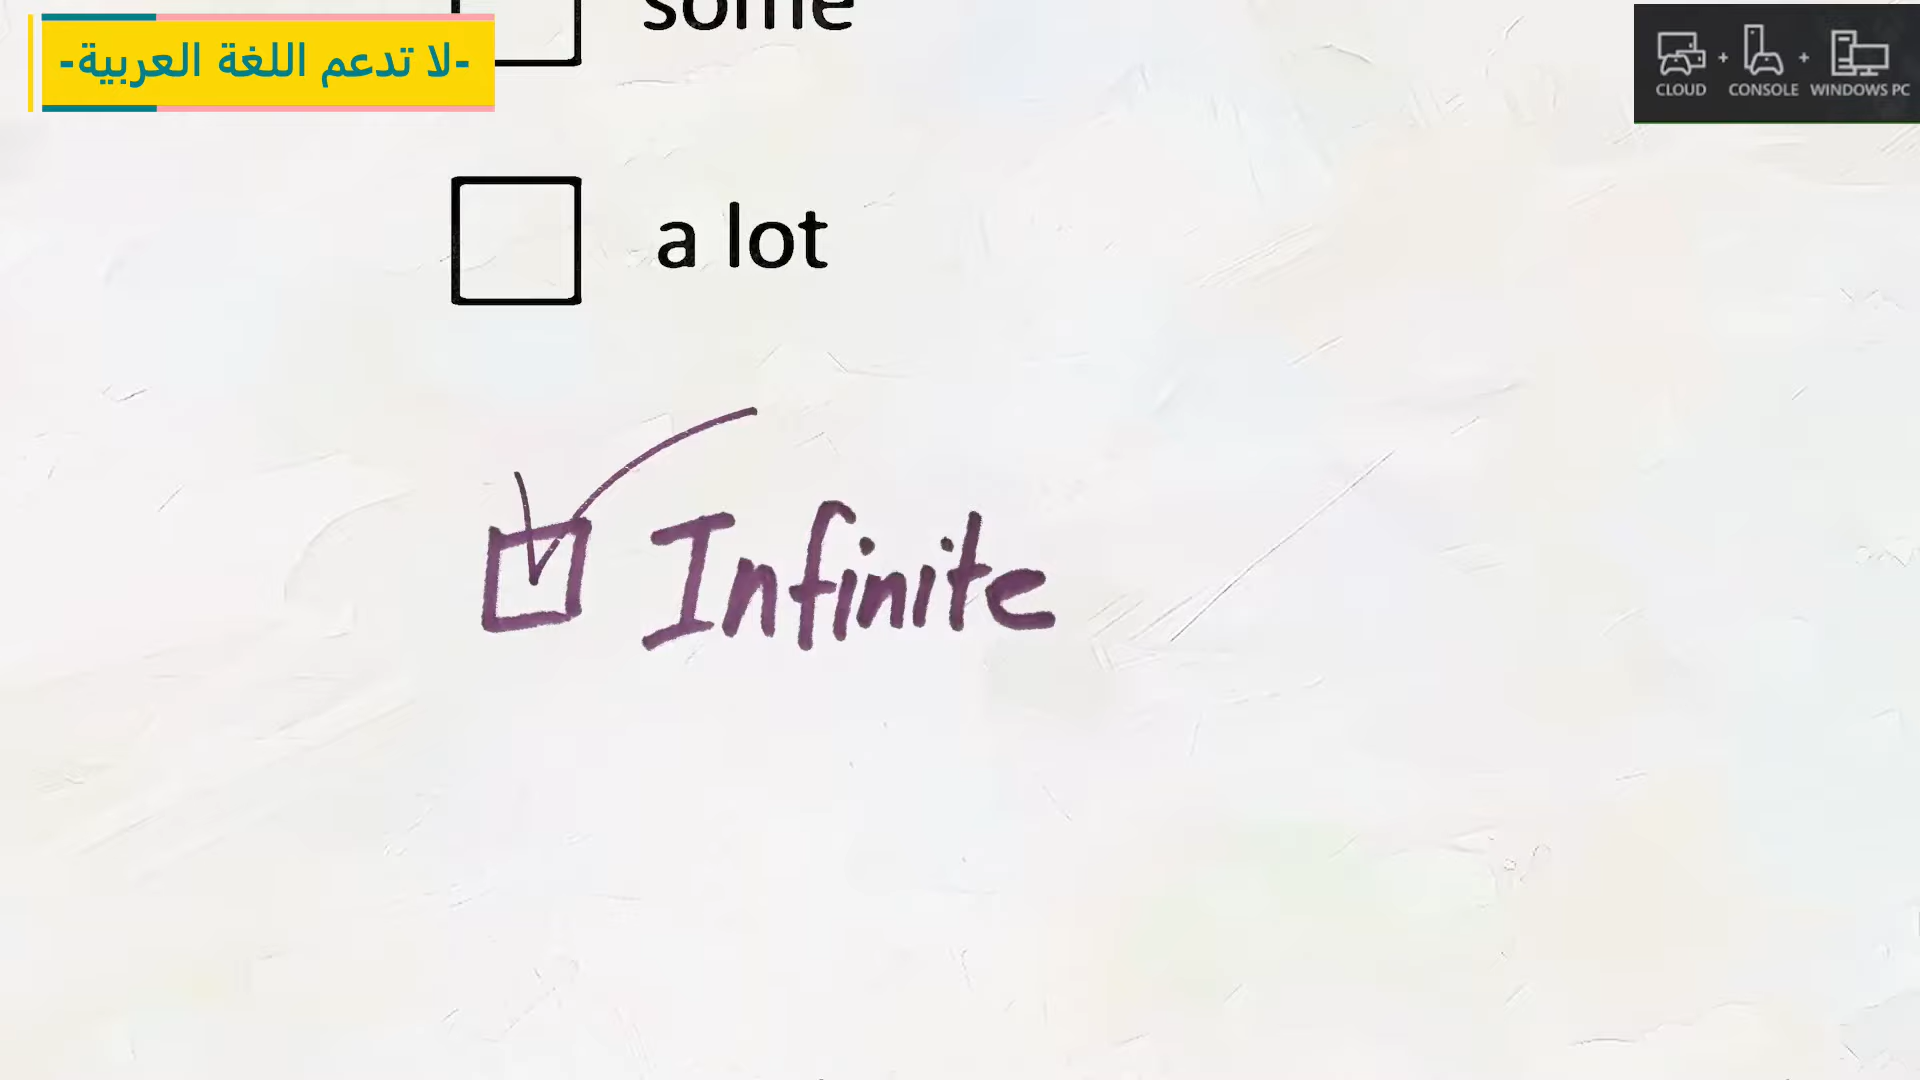 some
-لا تدعم اللغة العربية-
CLOUD + CONSOLE + WINDOWS PC
a lot
Infinite